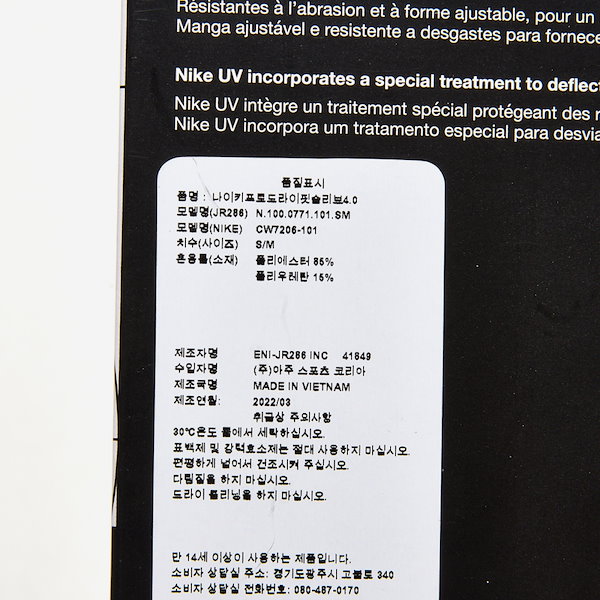 Résistantes à l'abrasion et à forme ajustable, pour un
Manga ajustável e resistente a desgastes para fornece
Nike UV incorporates a special treatment to deflect
Nike UV intègre un traitement spécial protégeant des r
Nike UV incorpora um tratamento especial para desvia
품질표시
품명 : 나이키프로드라이핏슬리브4.0
모델명(JR286) N.100.0771.101.SM
모델명(NIKE) CW7206-101
치수(사이즈) S/M
혼용률(소재) 폴리에스터 85%
폴리우레탄 15%
제조자명 ENI-JR286 INC 41849
수입자명 (주)아주 스포츠 코리아
제조국명 MADE IN VIETNAM
제조연월: 2022/03
취급상 주의사항
30℃온도 물에서 세탁하십시오.
표백제 및 강력효소제는 절대 사용하지 마십시오.
편평하게 널어서 건조시켜 주십시오.
다림질을 하지 마십시오.
드라이 클리닝을 하지 마십시오.
만 14세 이상이 사용하는 제품입니다.
소비자 상담실 주소: 경기도광주시 고불로 340
소비자 상담실 전화번호: 080-487-0170